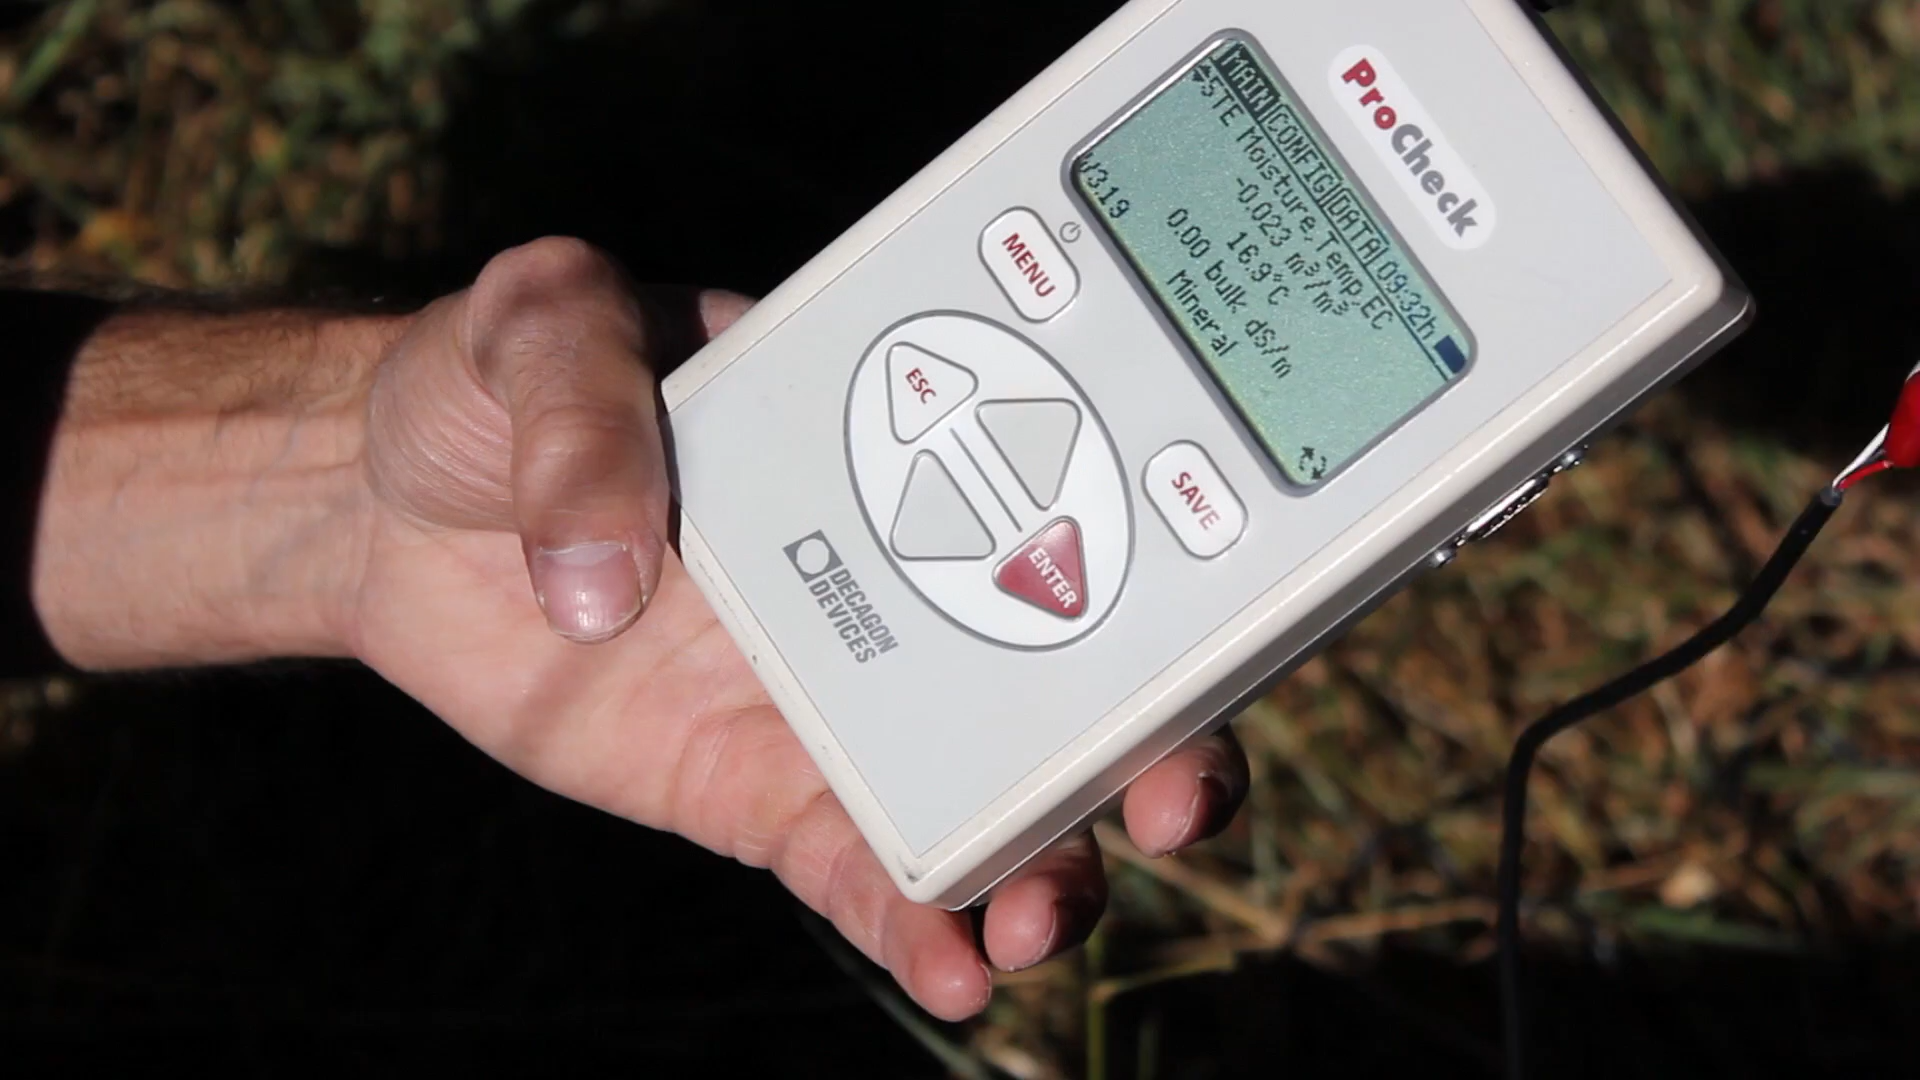 ProCheck
MAIN CONFIG DATA 09:32h
5TE Moisture,Temp,EC
-0.023 m³/m³
16.9°C
0.00 bulk dS/m
Mineral
V3.19
MENU
SAVE
ESC
ENTER
DECAGON
DEVICES